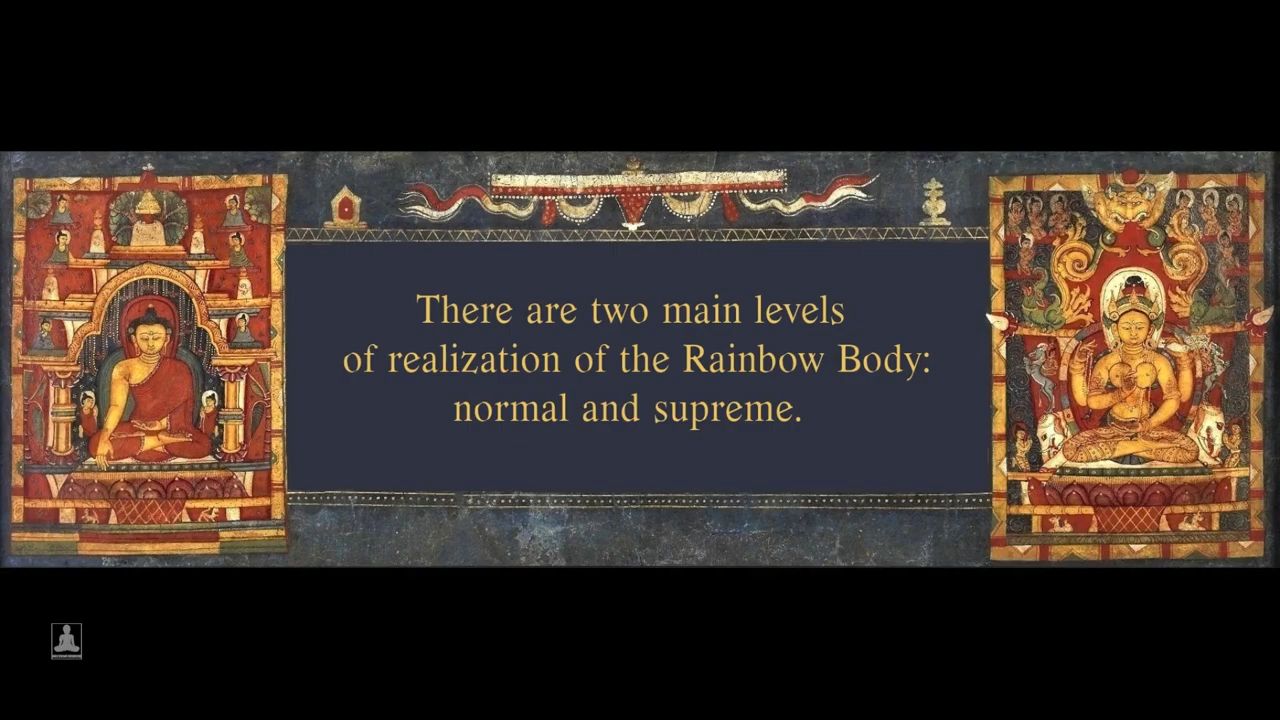 There are two main levels
of realization of the Rainbow Body:
normal and supreme.